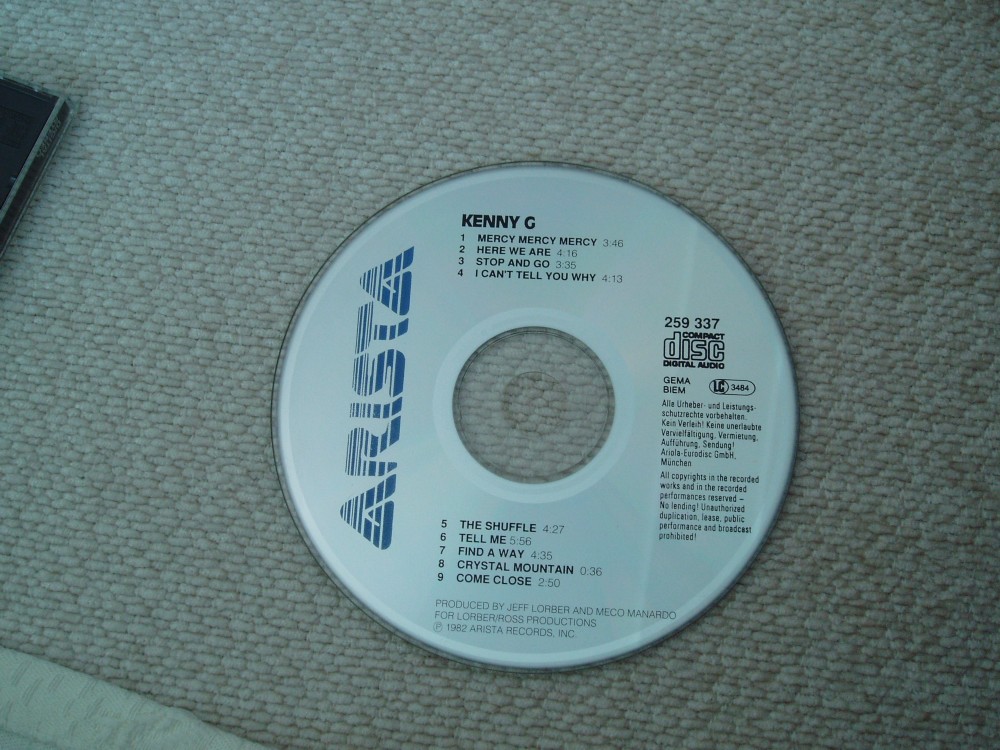 KENNY G
1 MERCY MERCY MERCY 3:46
2 HERE WE ARE 4:16
3 STOP AND GO 3:35
4 I CAN'T TELL YOU WHY 4:13
ARISTA
259 337
COMPACT
disc
DIGITAL AUDIO
GEMA
BIEM
LC 3484
Alle Urheber- und Leistungs-
schutzrechte vorbehalten.
Kein Verleih! Keine unerlaubte
Vervielfältigung, Vermietung,
Aufführung, Sendung!
Ariola-Eurodisc GmbH,
München
All copyrights in the recorded
works and in the recorded
performances reserved –
No lending! Unauthorized
duplication, lease, public
performance and broadcast
prohibited!
5 THE SHUFFLE 4:27
6 TELL ME 5:56
7 FIND A WAY 4:35
8 CRYSTAL MOUNTAIN 0:36
9 COME CLOSE 2:50
PRODUCED BY JEFF LORBER AND MECO MANARDO
FOR LORBER/ROSS PRODUCTIONS
℗ 1982 ARISTA RECORDS, INC.